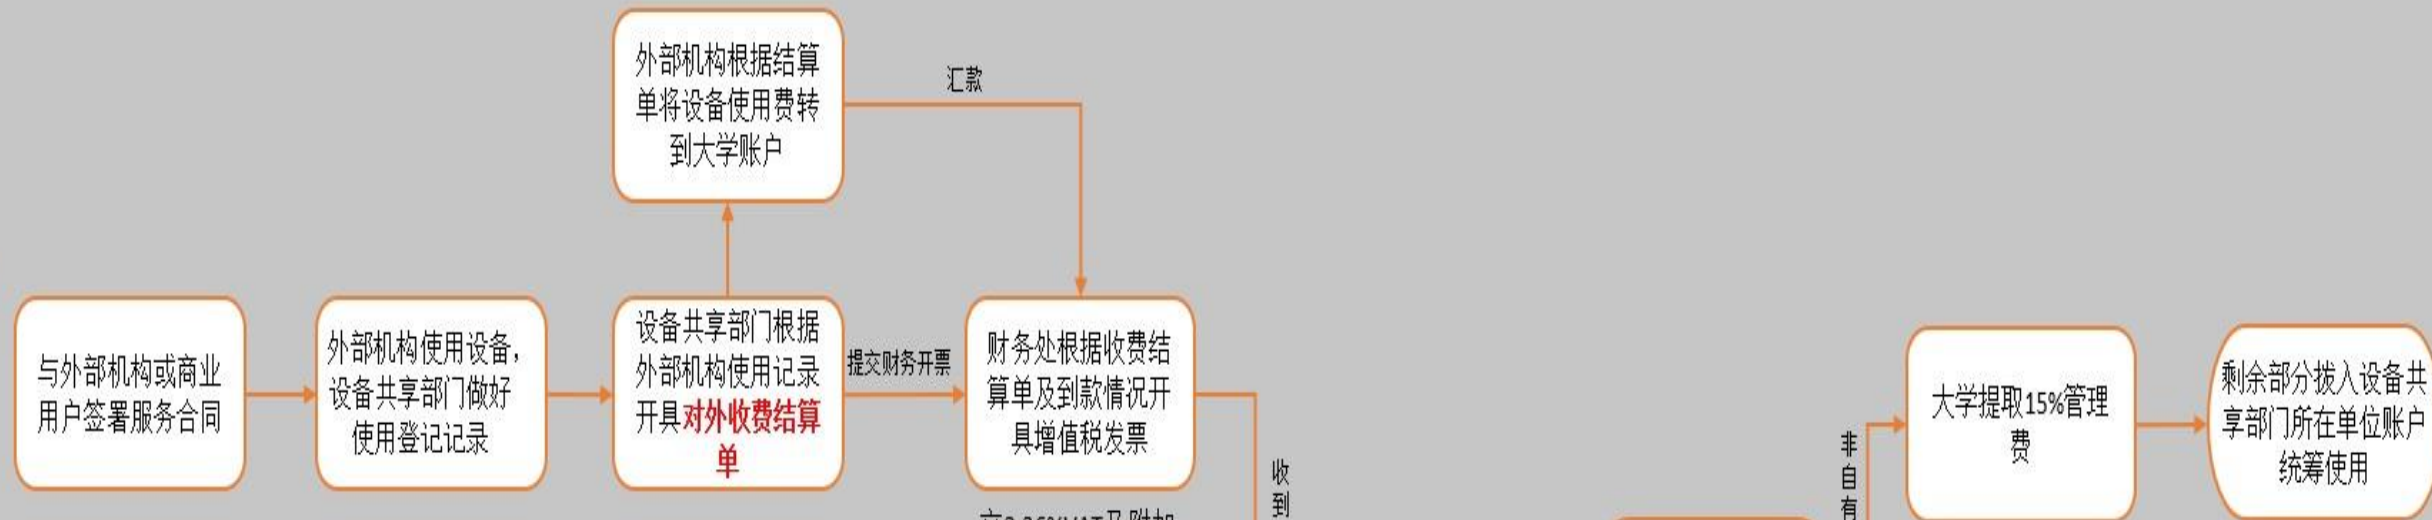 外部机构根据结算
单将设备使用费转
到大学账户
汇款
与外部机构或商业
用户签署服务合同
外部机构使用设备,
设备共享部门做好
使用登记记录
设备共享部门根据
外部机构使用记录
开具对外收费结算
单
提交财务开票
财务处根据收费结
算单及到款情况开
具增值税发票
收
到
非
自
有
大学提取15%管理
费
剩余部分拨入设备共
享部门所在单位账户
统筹使用